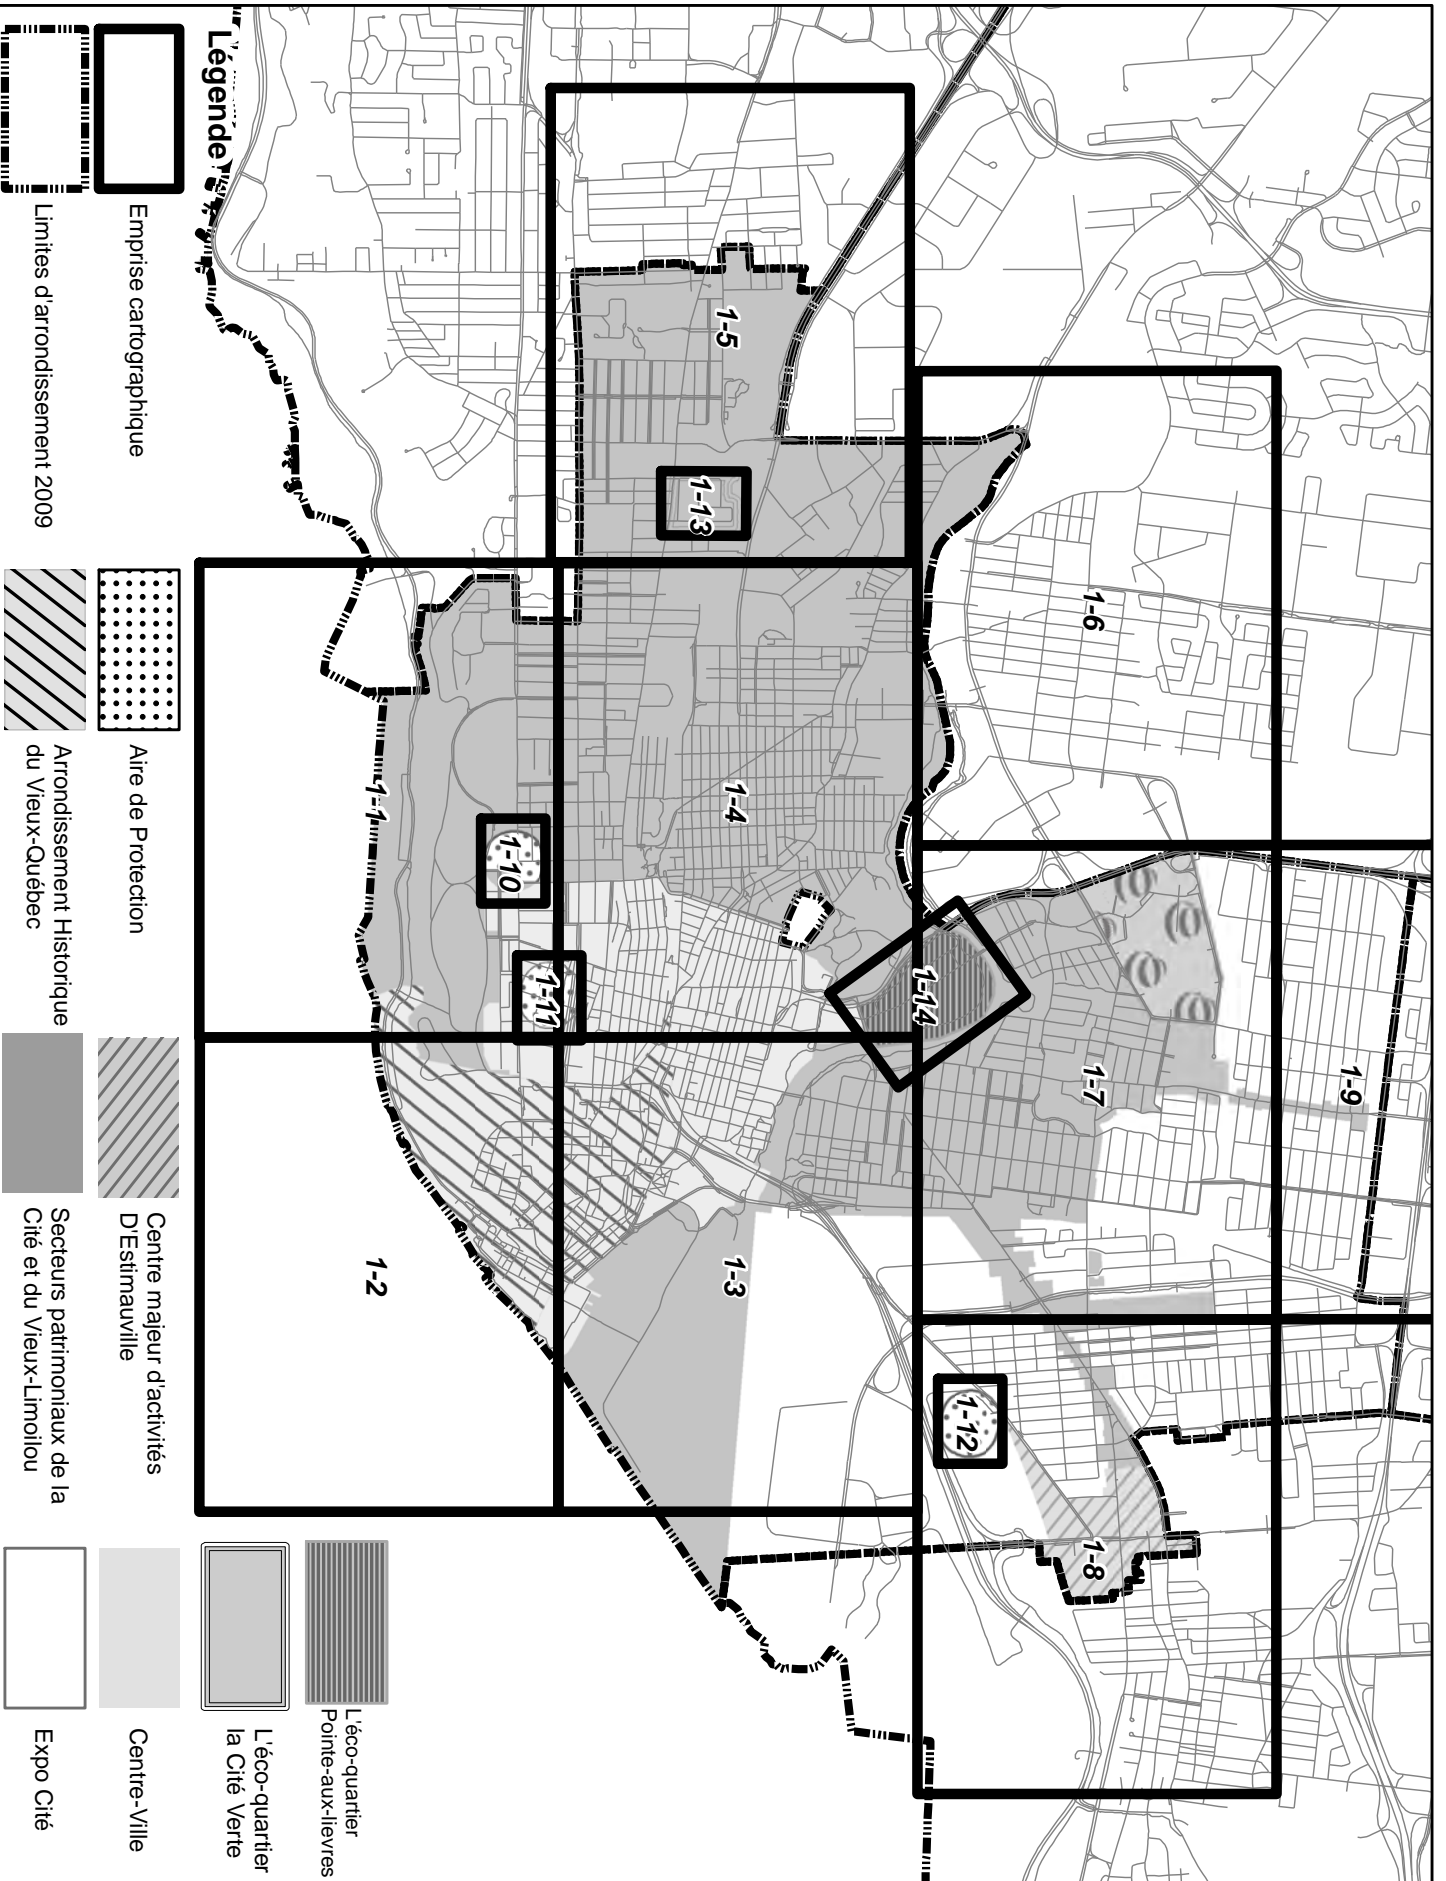 1-5
1-13
1-6
1-4
1-1
1-10
1-11
1-14
1-7
1-9
1-3
1-2
1-12
1-8
Légende
Emprise cartographique
Limites d'arrondissement 2009
Aire de Protection
Arrondissement Historique
du Vieux-Québec
Centre majeur d'activités
D'Estimauville
Secteurs patrimoniaux de la
Cité et du Vieux-Limoilou
L'éco-quartier
Pointe-aux-lievres
L'éco-quartier
la Cité Verte
Centre-Ville
Expo Cité